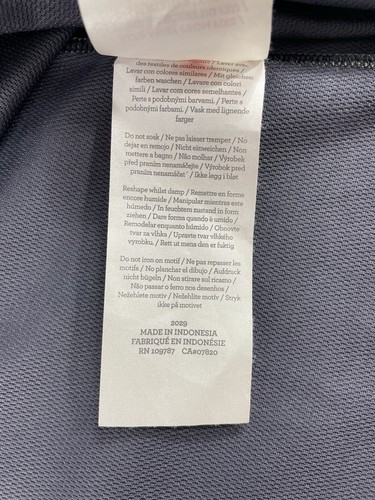 des textiles de couleurs identiques / Lavar
Lavar con colores similares / Mit gleichen
farben waschen / Lavare con colori
simili / Lavar com cores semelhantes /
Perte s podobnými barvami. / Perte s
podobnými farbami. / Vask med lignende
farger
Do not soak / Ne pas laisser tremper / No
dejar en remojo / Nicht einweichen / Non
mettere a bagno / Não molhar / Výrobek
před praním nenamáčejte / Výrobok pred
praním nenamáčať / Ikke legg i bløt
Reshape whilst damp / Remettre en forme
encore humide / Manipular mientras este
húmedo / In feuchtem zustand in form
ziehen / Dare forma quando è umido /
Remodelar enquanto húmido / Obnovte
tvar za vlhka / Upravte tvar vlhkého
vyrobku. / Rett ut mens den er fuktig
Do not iron on motif / Ne pas repasser les
motifs / No planchar el dibujo / Aufdruck
nicht bügeln / Non stirare sul ricamo /
Não passar o ferro nos desenhos /
Nežehlete motiv / Nežehlite motív / Stryk
ikke på motivet
2029
MADE IN INDONESIA
FABRIQUÉ EN INDONÉSIE
RN 109787 CA#07820